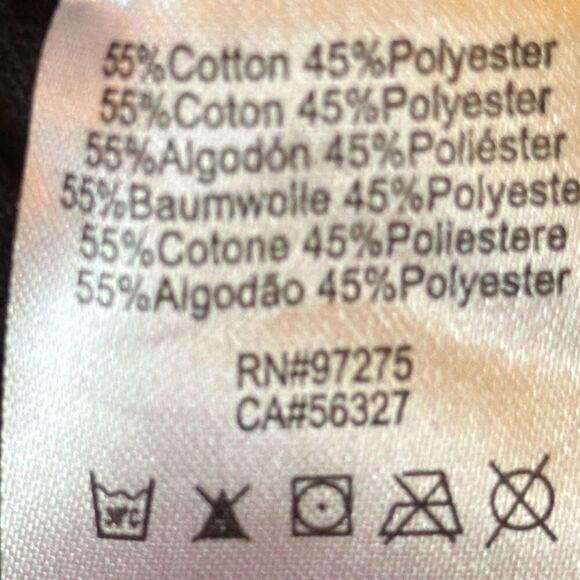 55%Cotton 45%Polyester
55%Coton 45%Polyester
55%Algodón 45%Poliéster
55%Baumwolle 45%Polyeste
55%Cotone 45%Poliestere
55%Algodão 45%Polyester
RN#97275
CA#56327
30°C